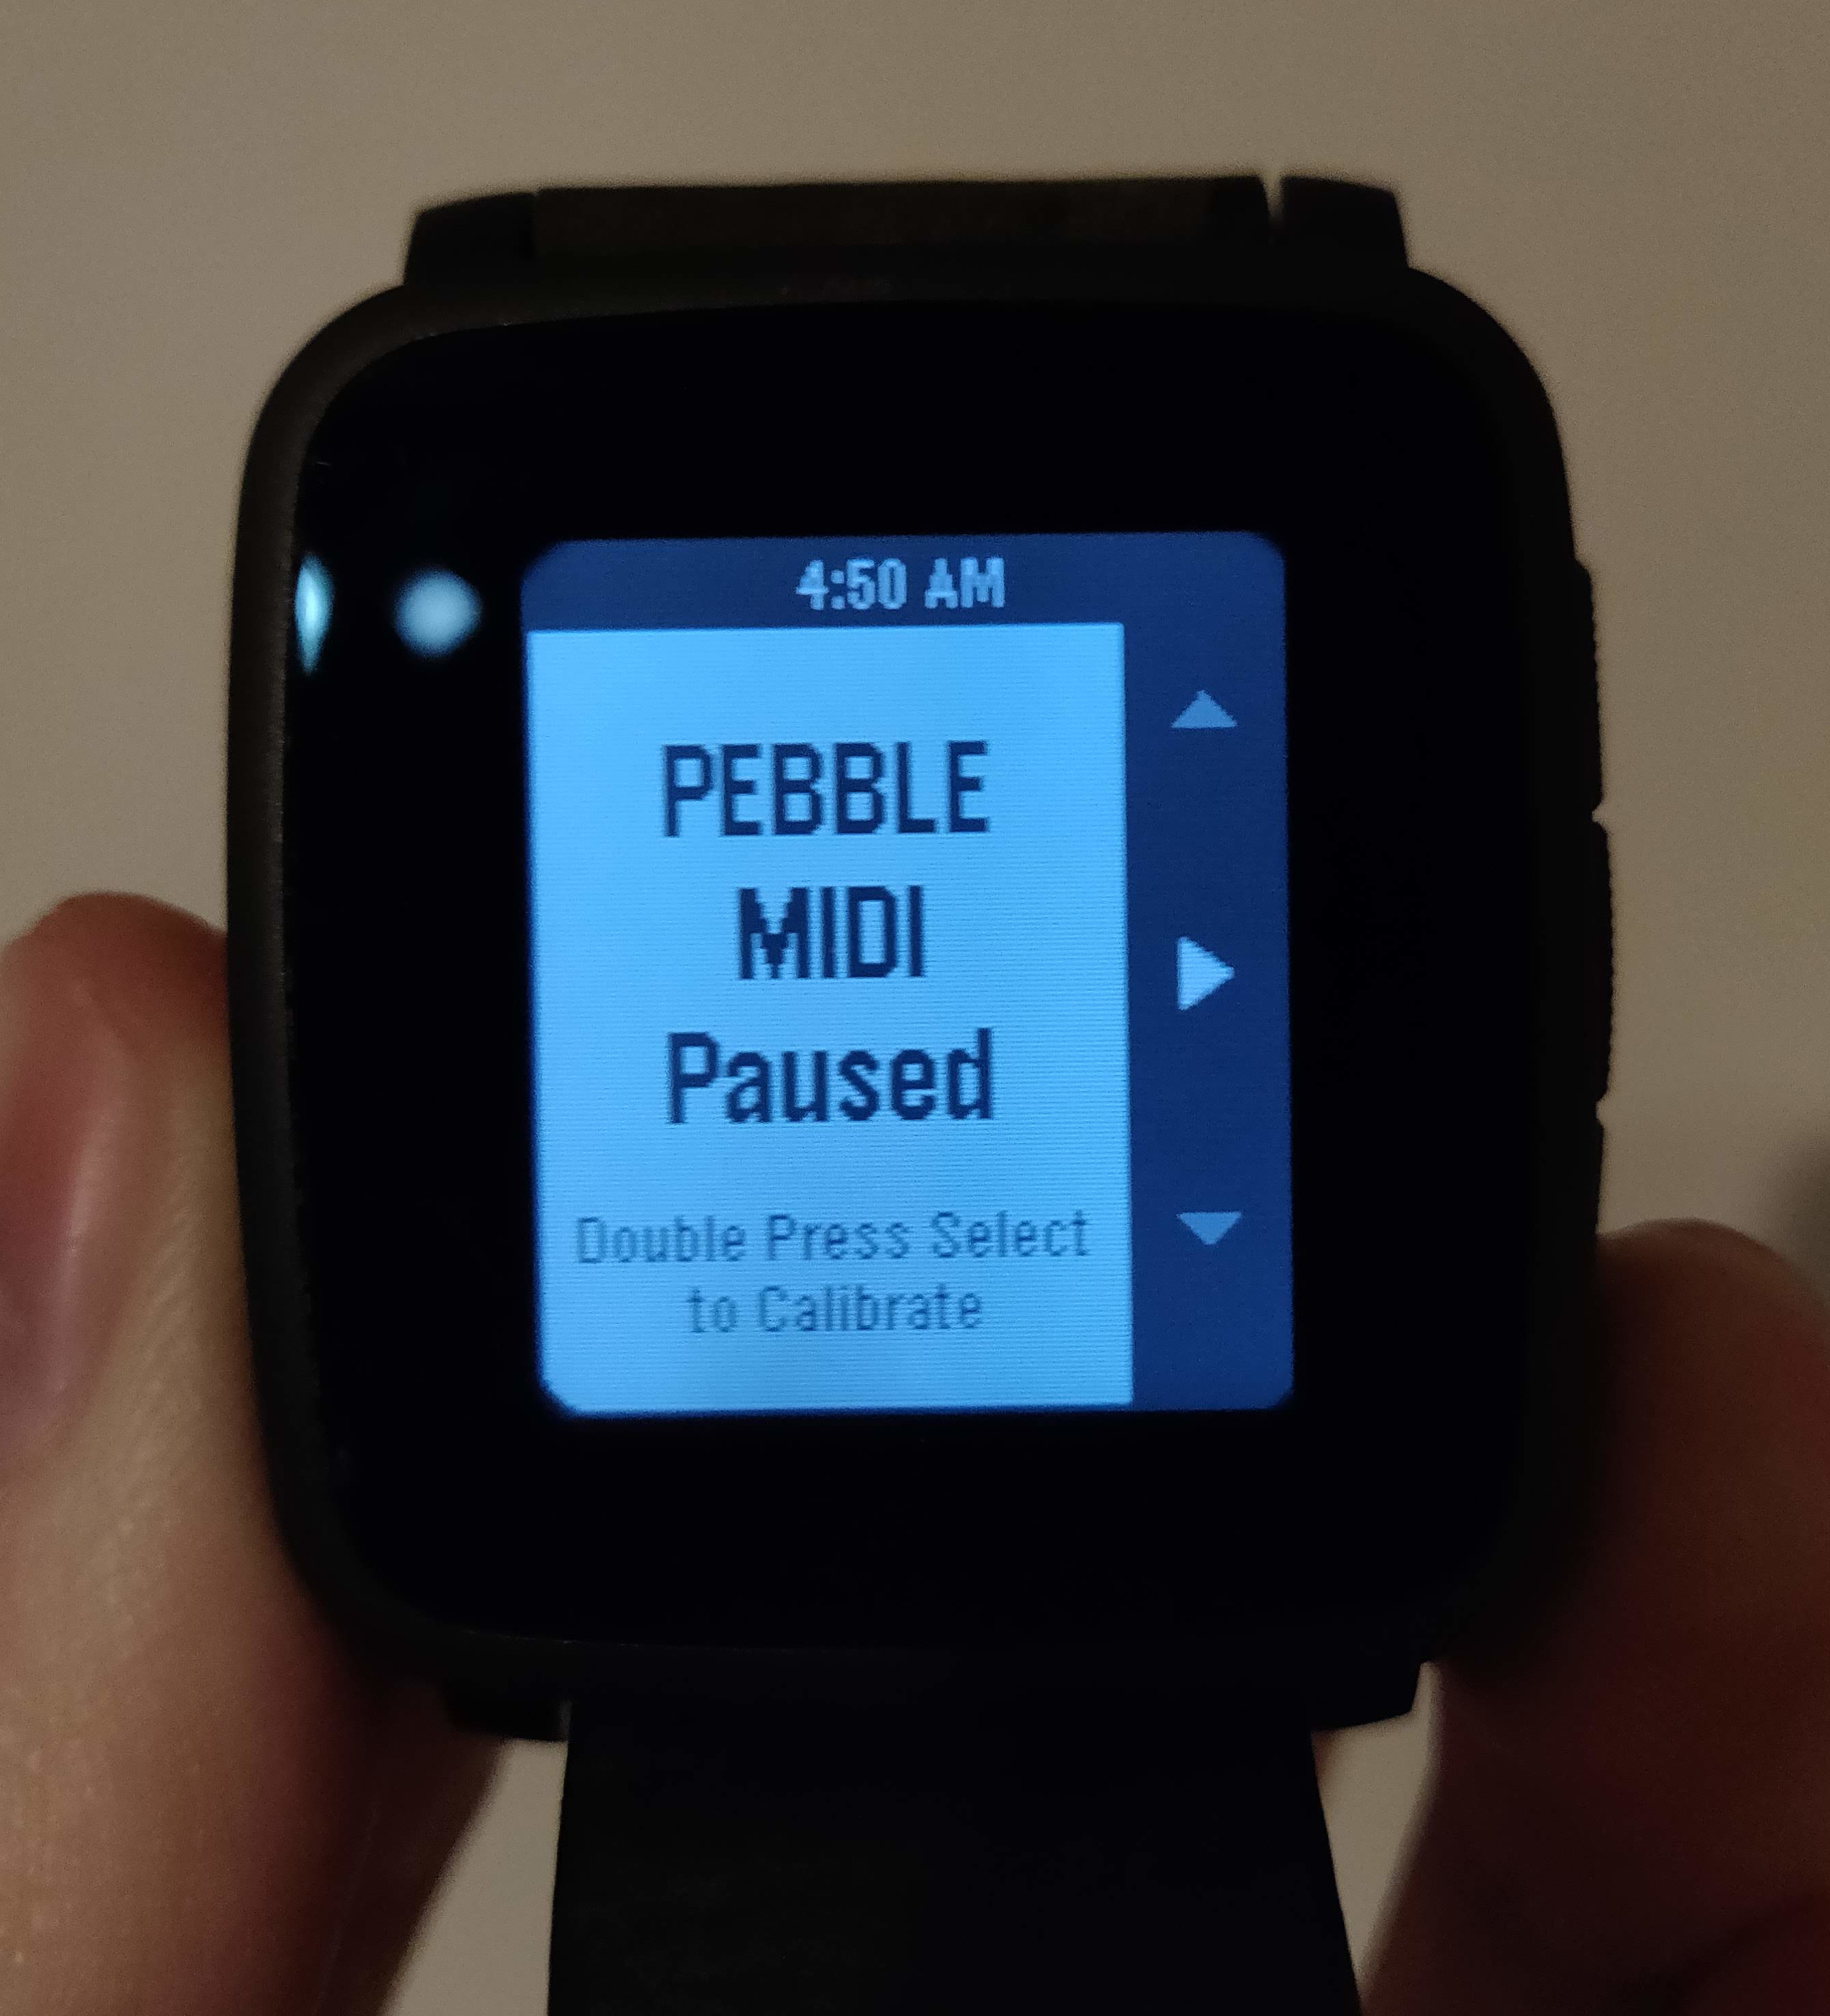 4:50 AM
PEBBLE
MIDI
Paused
Double Press Select
to Calibrate